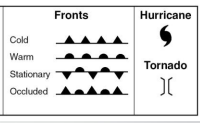 Fronts
Cold
Warm
Stationary
Occluded
Hurricane
Tornado